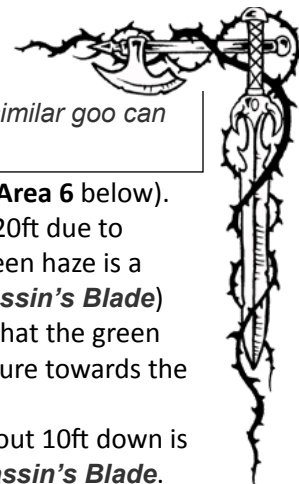 similar goo can
Area 6 below).
20ft due to
een haze is a
assin's Blade)
hat the green
ure towards the
out 10ft down is
assin's Blade.